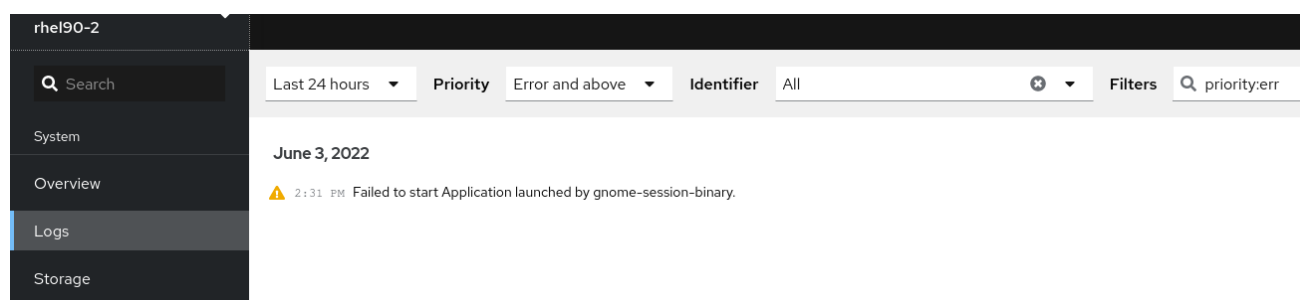 rhel90-2
Search
Last 24 hours Priority Error and above Identifier All Filters priority:err
System
June 3, 2022
Overview
2:31 PM Failed to start Application launched by gnome-session-binary.
Logs
Storage